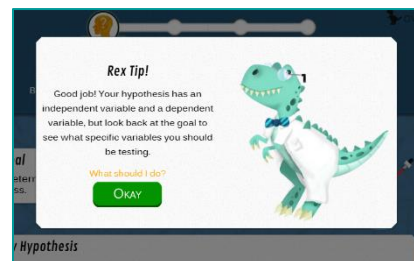 Rex Tip!
Good job! Your hypothesis has an
independent variable and a dependent
variable, but look back at the goal to
see what specific variables you should
be testing.
What should I do?
OKAY
Hypothesis